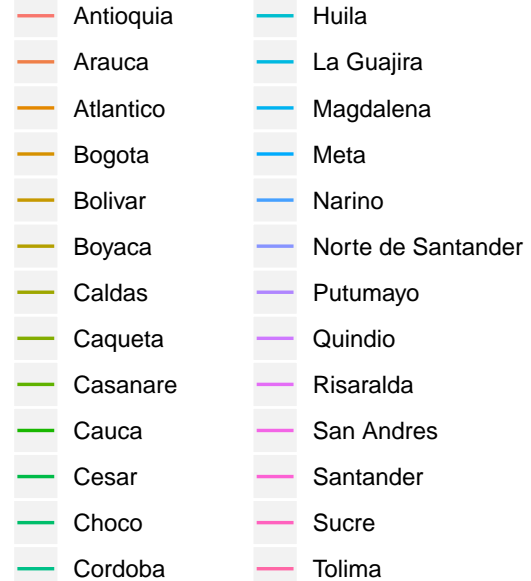 Antioquia
Arauca
Atlantico
Bogota
Bolivar
Boyaca
Caldas
Caqueta
Casanare
Cauca
Cesar
Choco
Cordoba
Huila
La Guajira
Magdalena
Meta
Narino
Norte de Santander
Putumayo
Quindio
Risaralda
San Andres
Santander
Sucre
Tolima